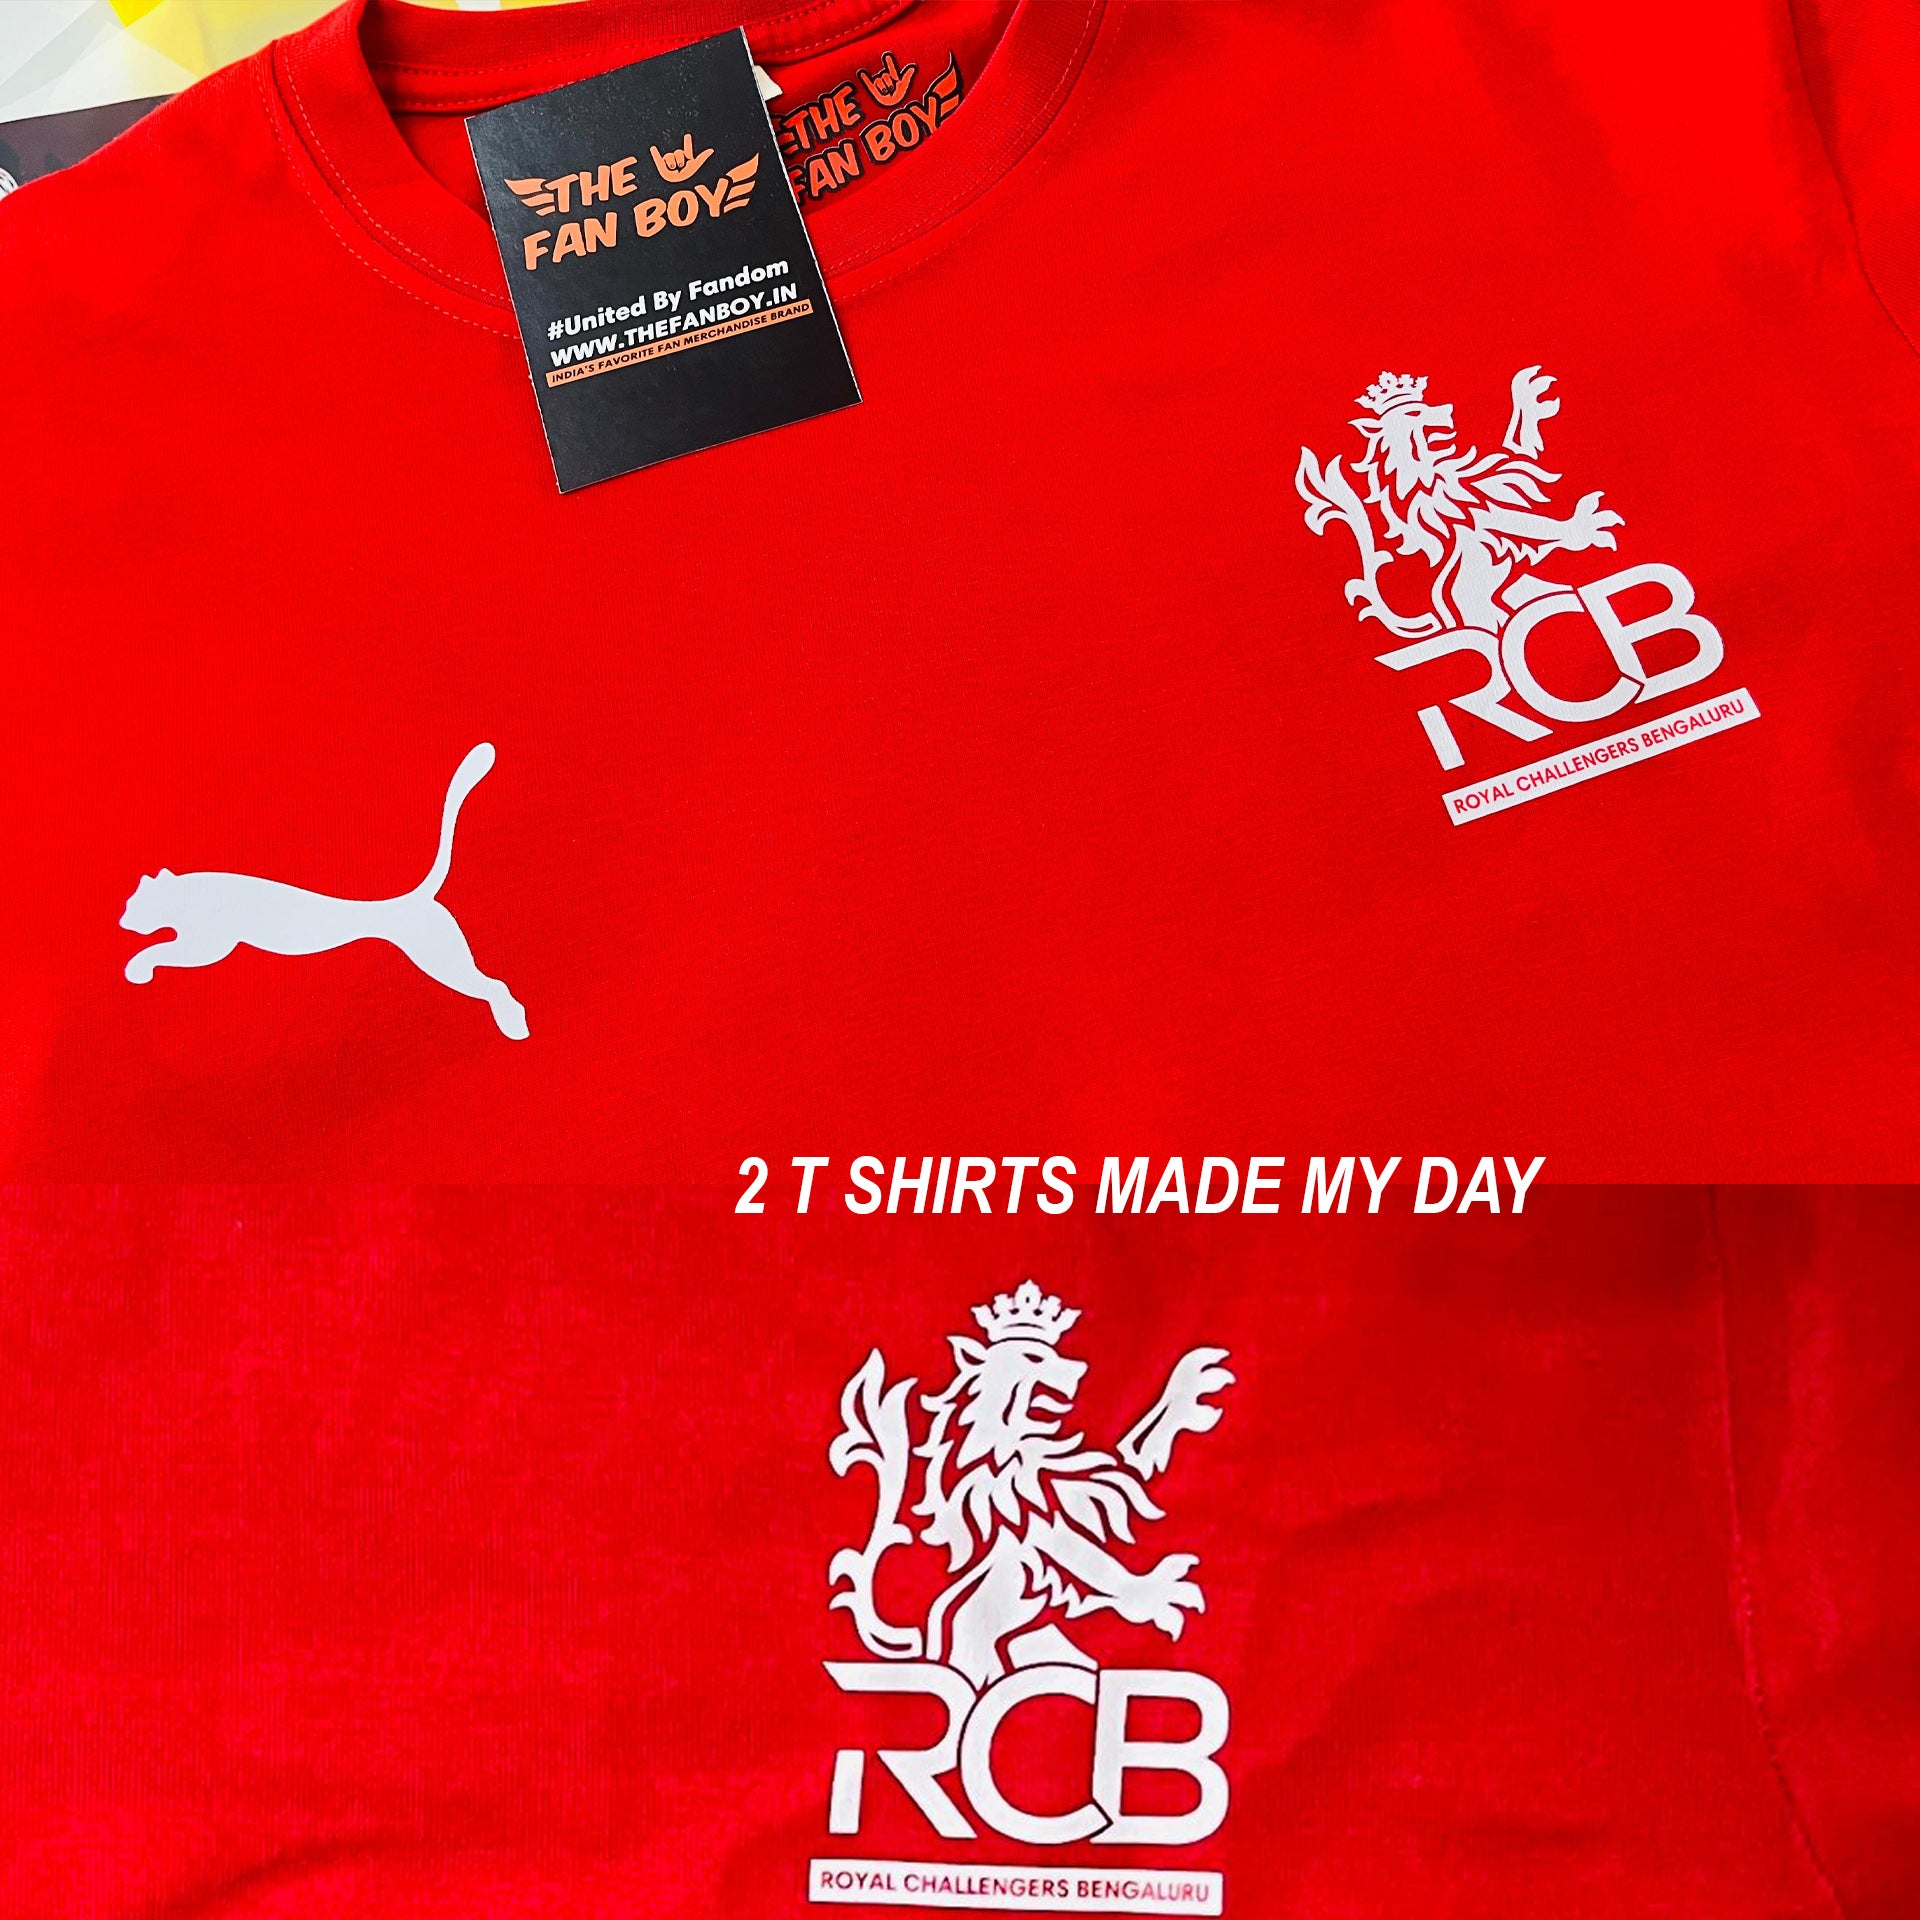 THE
FAN BOY
#United By Fandom
WWW.THEFANBOY.IN
INDIA'S FAVORITE FAN MERCHANDISE BRAND
THE
FAN BOY
RCB
ROYAL CHALLENGERS BENGALURU
2 T SHIRTS MADE MY DAY
RCB
ROYAL CHALLENGERS BENGALURU